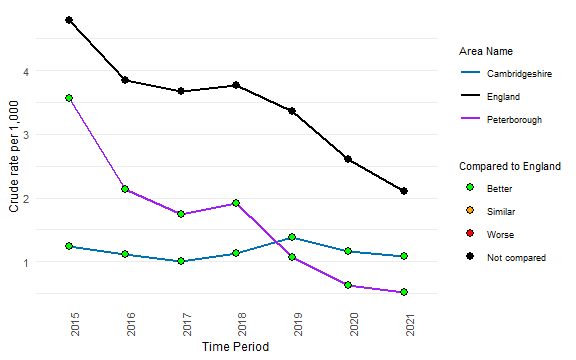 Crude rate per 1,000
4
3
2
1
2015
2016
2017
2018
2019
2020
2021
Time Period
Area Name
Cambridgeshire
England
Peterborough
Compared to England
Better
Similar
Worse
Not compared